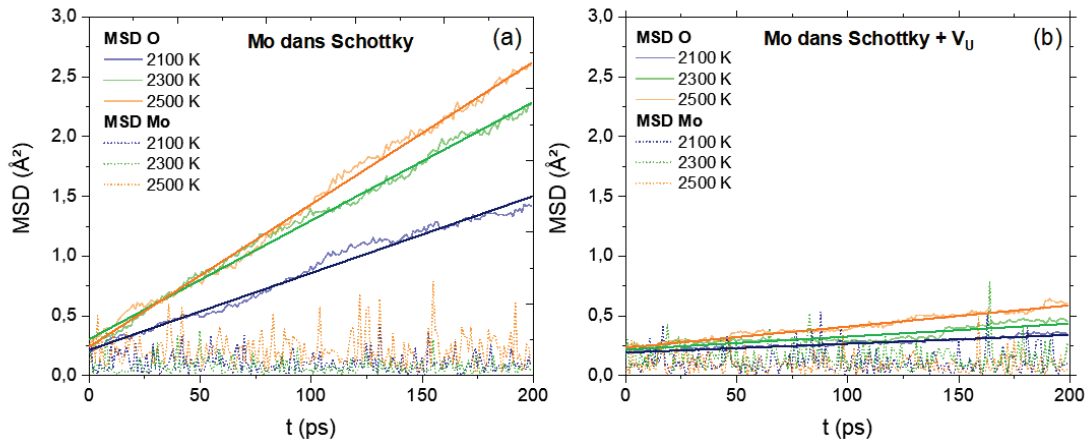 3,0
2,5
2,0
1,5
1,0
0,5
0,0
MSD (Å²)
MSD O
2100 K
2300 K
2500 K
MSD Mo
2100 K
2300 K
2500 K
Mo dans Schottky
(a)
0
50
100
150
200
t (ps)
3,0
2,5
2,0
1,5
1,0
0,5
0,0
MSD (Å²)
MSD O
2100 K
2300 K
2500 K
MSD Mo
2100 K
2300 K
2500 K
Mo dans Schottky + V_U
(b)
0
50
100
150
200
t (ps)